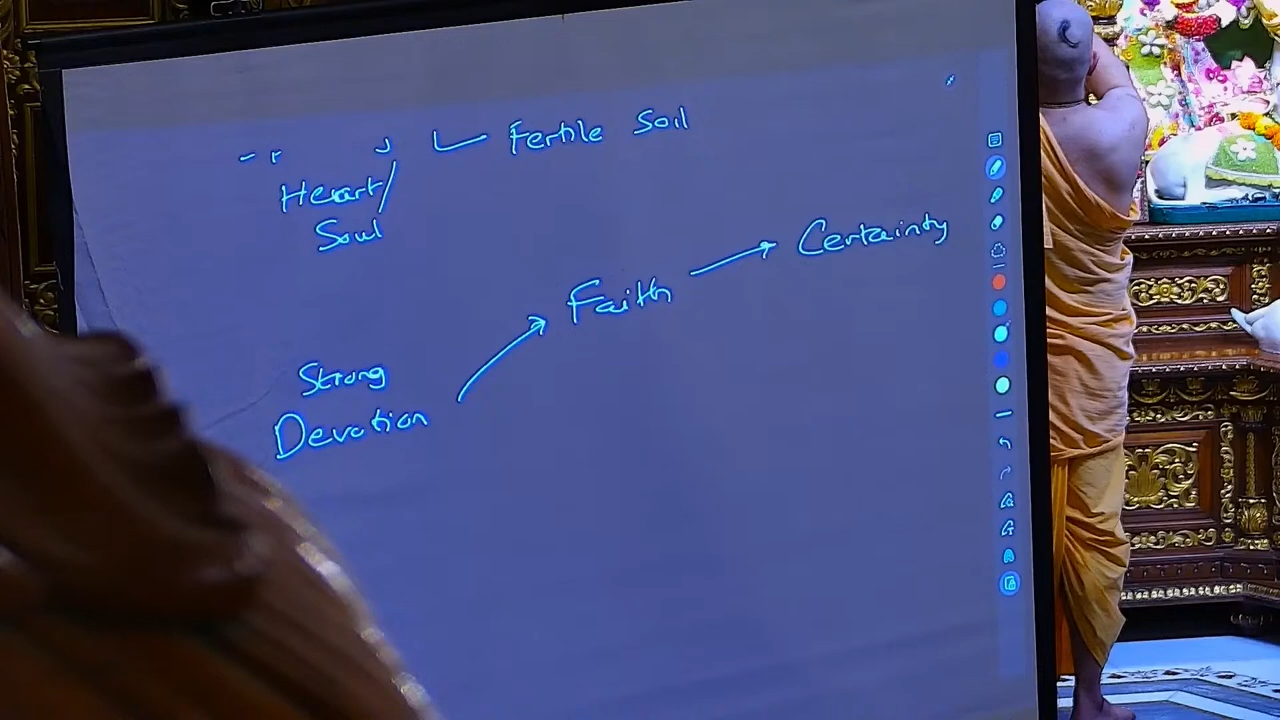 Fertile Soil
Heart/
Soul
Certainty
Faith
Strong
Devotion